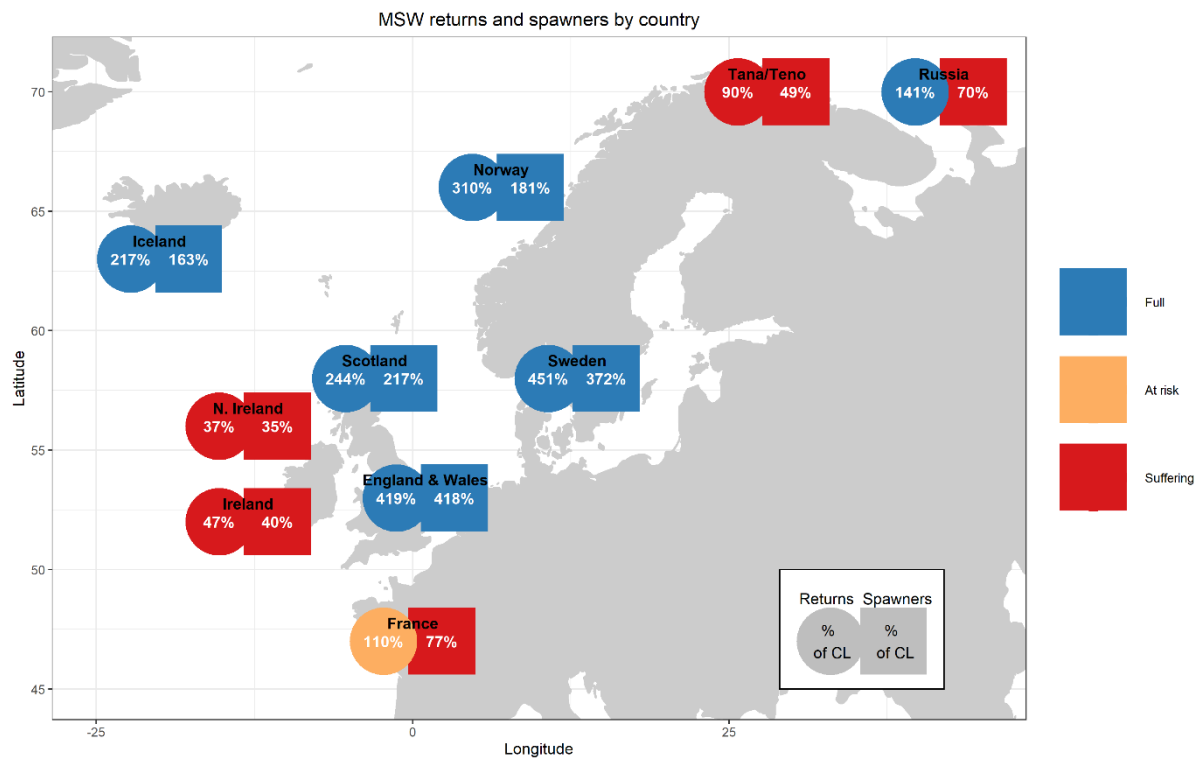 MSW returns and spawners by country
Tana/Teno
90% 49%
Russia
141% 70%
Norway
310% 181%
Iceland
217% 163%
Scotland
244% 217%
Sweden
451% 372%
N. Ireland
37% 35%
England & Wales
419% 418%
Ireland
47% 40%
France
110% 77%
Returns Spawners
% %
of CL of CL
Full
At risk
Suffering
70
65
60
55
50
45
Latitude
-25 0 25
Longitude